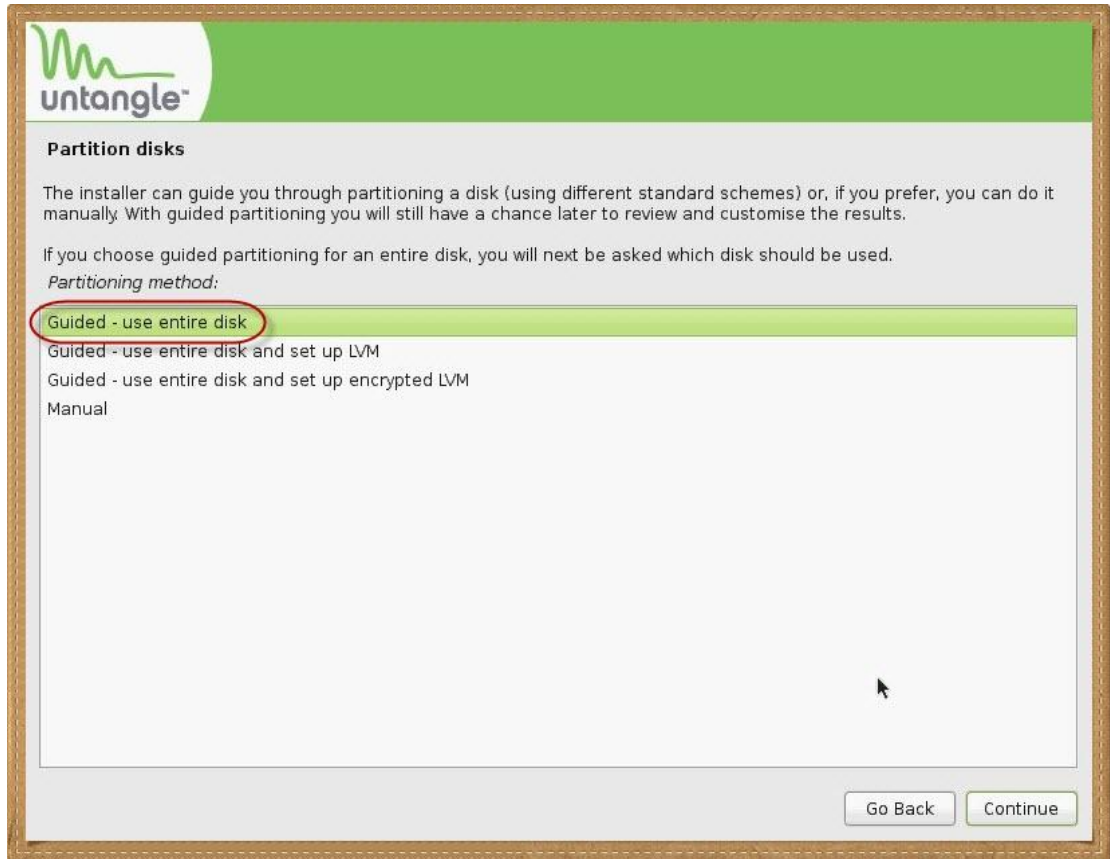 untangle™
Partition disks
The installer can guide you through partitioning a disk (using different standard schemes) or, if you prefer, you can do it
manually. With guided partitioning you will still have a chance later to review and customise the results.
If you choose guided partitioning for an entire disk, you will next be asked which disk should be used.
Partitioning method:
Guided - use entire disk
Guided - use entire disk and set up LVM
Guided - use entire disk and set up encrypted LVM
Manual
Go Back
Continue